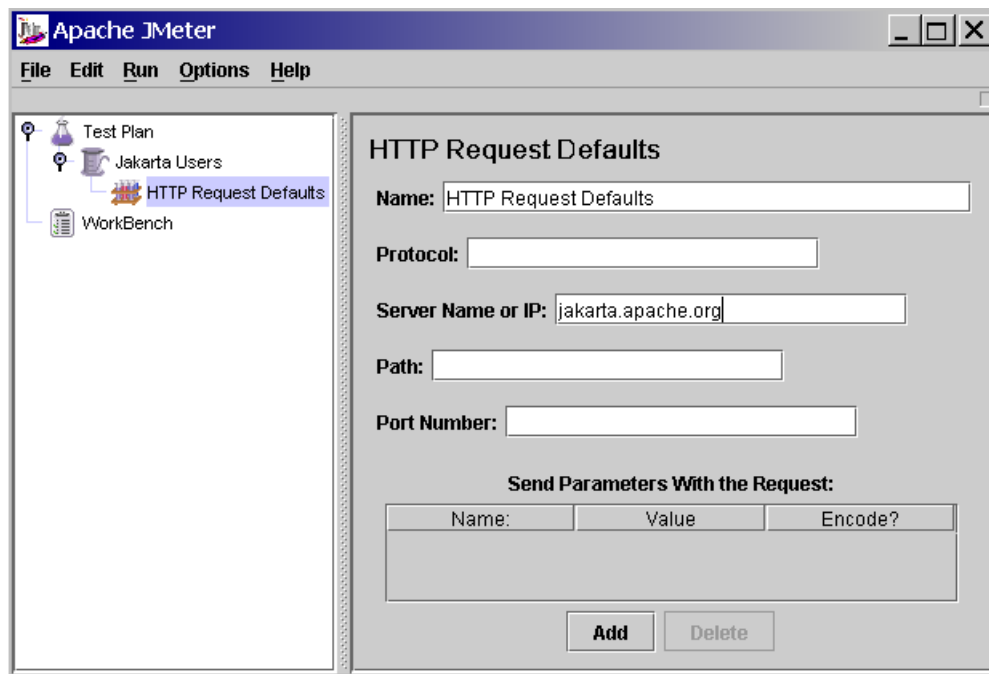 Apache JMeter
File Edit Run Options Help
Test Plan
Jakarta Users
HTTP Request Defaults
WorkBench
HTTP Request Defaults
Name: HTTP Request Defaults
Protocol:
Server Name or IP: jakarta.apache.org
Path:
Port Number:
Send Parameters With the Request:
Name: Value Encode?
Add Delete